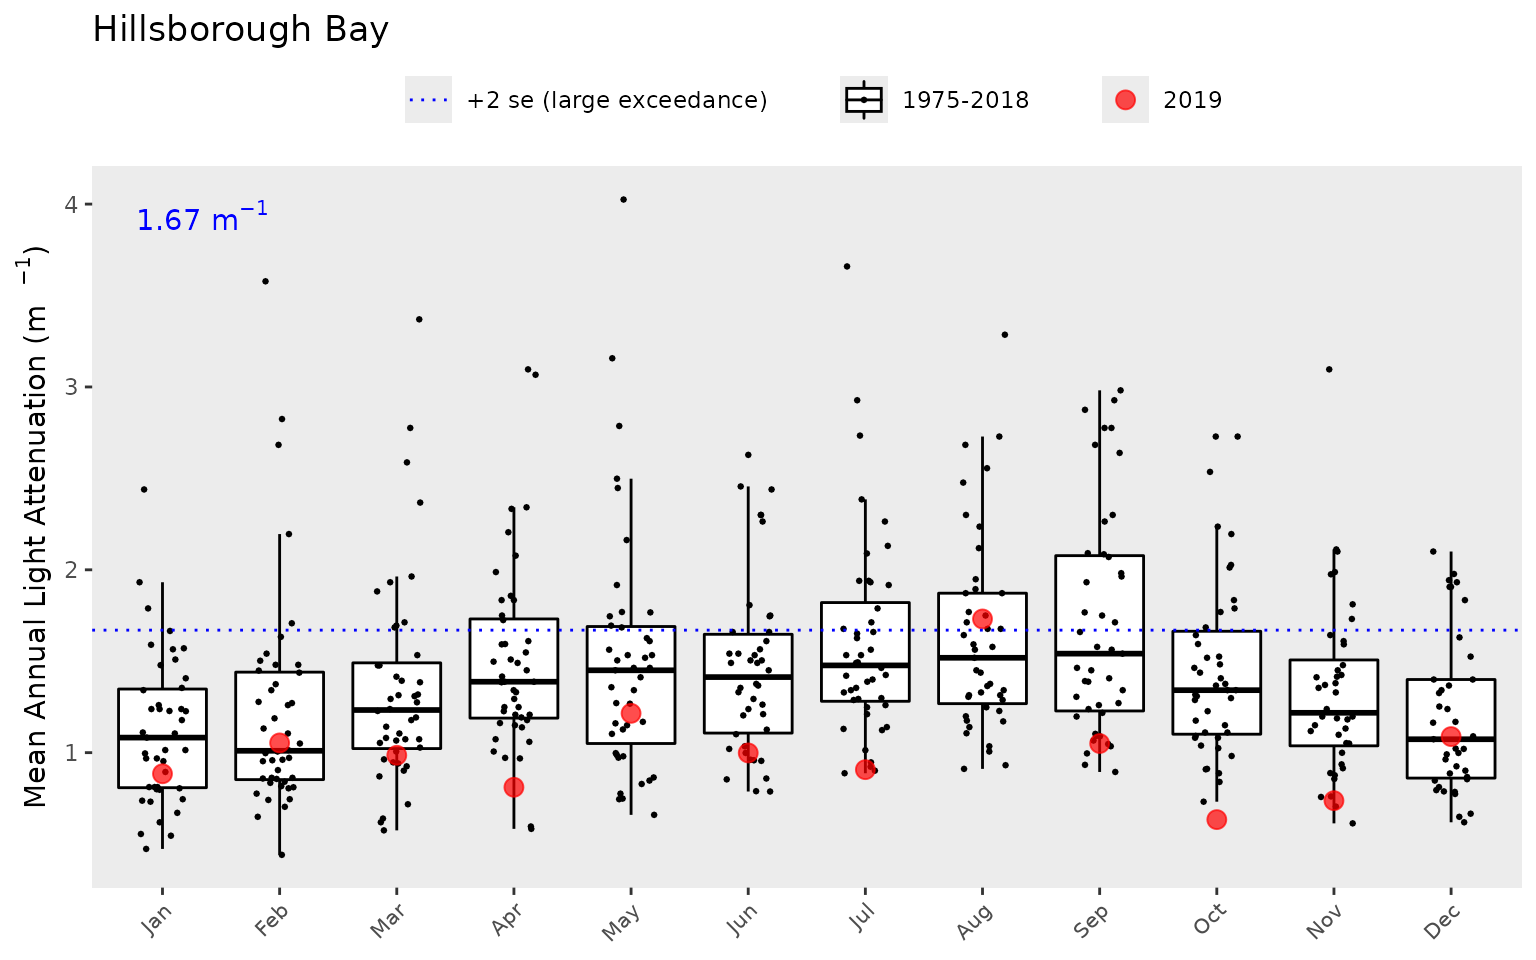 Hillsborough Bay
+2 se (large exceedance)
1975-2018
2019
1.67 m⁻¹
Mean Annual Light Attenuation (m ⁻¹)
4
3
2
1
Jan
Feb
Mar
Apr
May
Jun
Jul
Aug
Sep
Oct
Nov
Dec